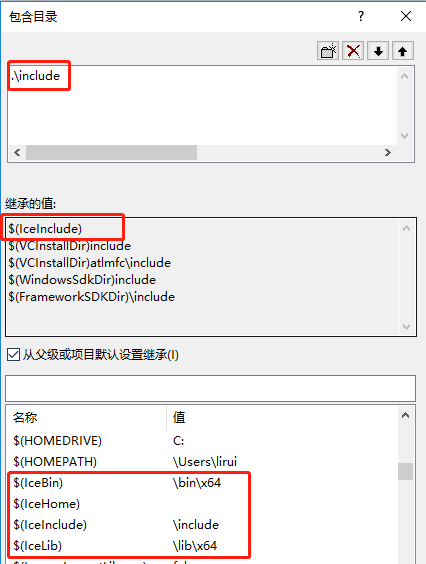 包含目录
? ×
.\include
继承的值:
$(IceInclude)
$(VCInstallDir)include
$(VCInstallDir)atlmfc\include
$(WindowsSdkDir)include
$(FrameworkSDKDir)\include
从父级或项目默认设置继承(I)
名称 值
$(HOMEDRIVE) C:
$(HOMEPATH) \Users\lirui
$(IceBin) \bin\x64
$(IceHome)
$(IceInclude) \include
$(IceLib) \lib\x64